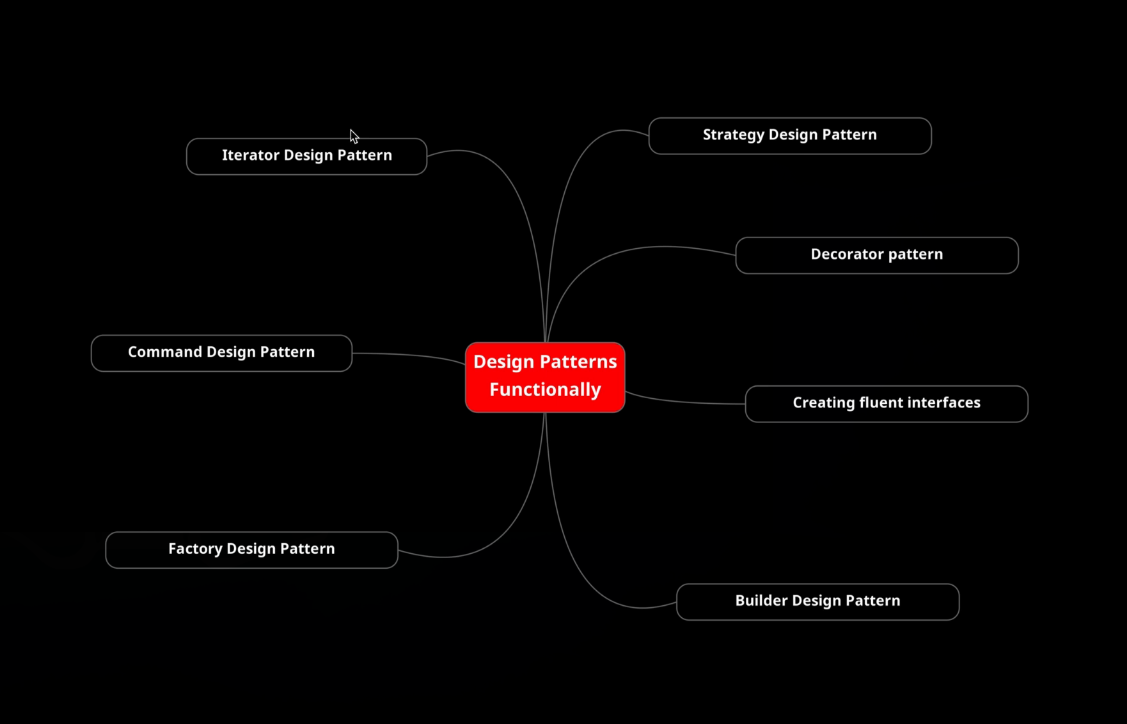 Iterator Design Pattern
Strategy Design Pattern
Decorator pattern
Command Design Pattern
Design Patterns
Functionally
Creating fluent interfaces
Factory Design Pattern
Builder Design Pattern